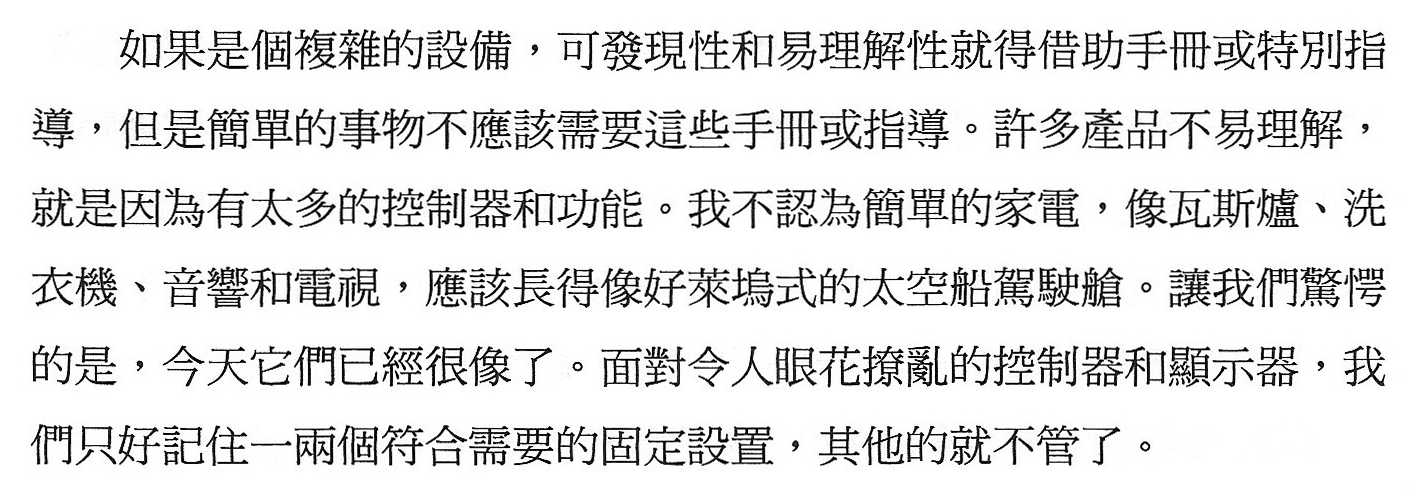 如果是個複雜的設備，可發現性和易理解性就得借助手冊或特別指
導，但是簡單的事物不應該需要這些手冊或指導。許多產品不易理解，
就是因為有太多的控制器和功能。我不認為簡單的家電，像瓦斯爐、洗
衣機、音響和電視，應該長得像好萊塢式的太空船駕駛艙。讓我們驚愕
的是，今天它們已經很像了。面對令人眼花撩亂的控制器和顯示器，我
們只好記住一兩個符合需要的固定設置，其他的就不管了。